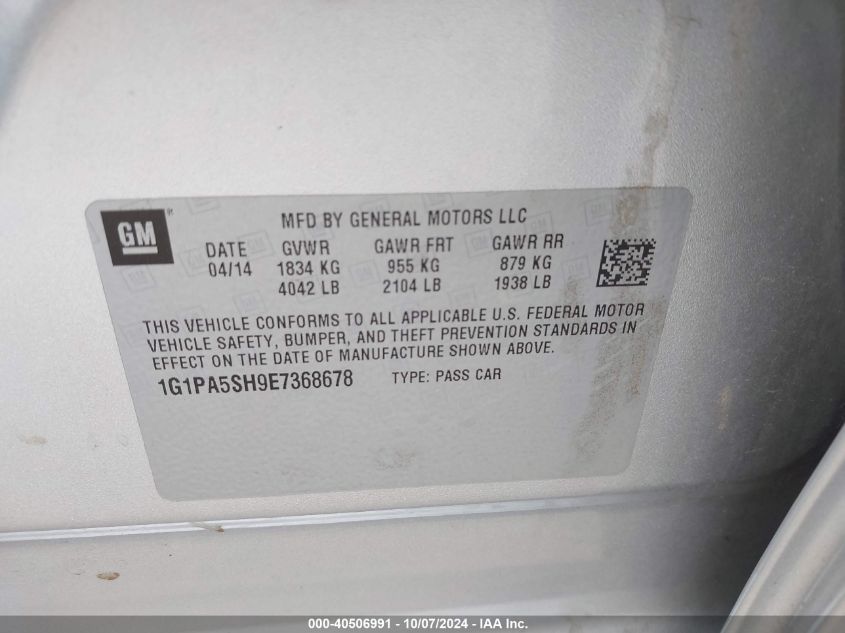 GM
MFD BY GENERAL MOTORS LLC
DATE GVWR GAWR FRT GAWR RR
04/14 1834 KG 955 KG 879 KG
4042 LB 2104 LB 1938 LB
THIS VEHICLE CONFORMS TO ALL APPLICABLE U.S. FEDERAL MOTOR
VEHICLE SAFETY, BUMPER, AND THEFT PREVENTION STANDARDS IN
EFFECT ON THE DATE OF MANUFACTURE SHOWN ABOVE.
1G1PA5SH9E7368678 TYPE: PASS CAR
000-40506991 - 10/07/2024 - IAA Inc.